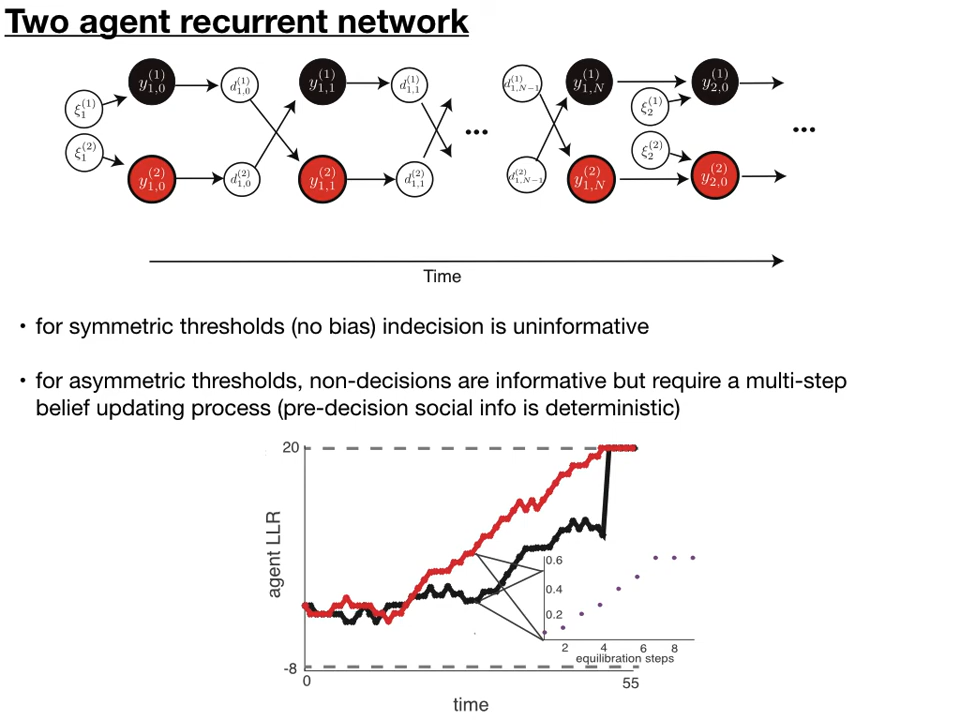 Two agent recurrent network
ξ₁⁽¹⁾ y₁,₀⁽¹⁾ d₁,₀⁽¹⁾ y₁,₁⁽¹⁾ d₁,₁⁽¹⁾ d₁,N−1⁽¹⁾ y₁,N⁽¹⁾ ξ₂⁽¹⁾ y₂,₀⁽¹⁾
...
...
ξ₁⁽²⁾ y₁,₀⁽²⁾ d₁,₀⁽²⁾ y₁,₁⁽²⁾ d₁,₁⁽²⁾ d₁,N−1⁽²⁾ y₁,N⁽²⁾ ξ₂⁽²⁾ y₂,₀⁽²⁾
Time
• for symmetric thresholds (no bias) indecision is uninformative
• for asymmetric thresholds, non-decisions are informative but require a multi-step
belief updating process (pre-decision social info is deterministic)
20
agent LLR
-8
0
55
time
0.6
0.4
0.2
2 4 6 8
equilibration steps